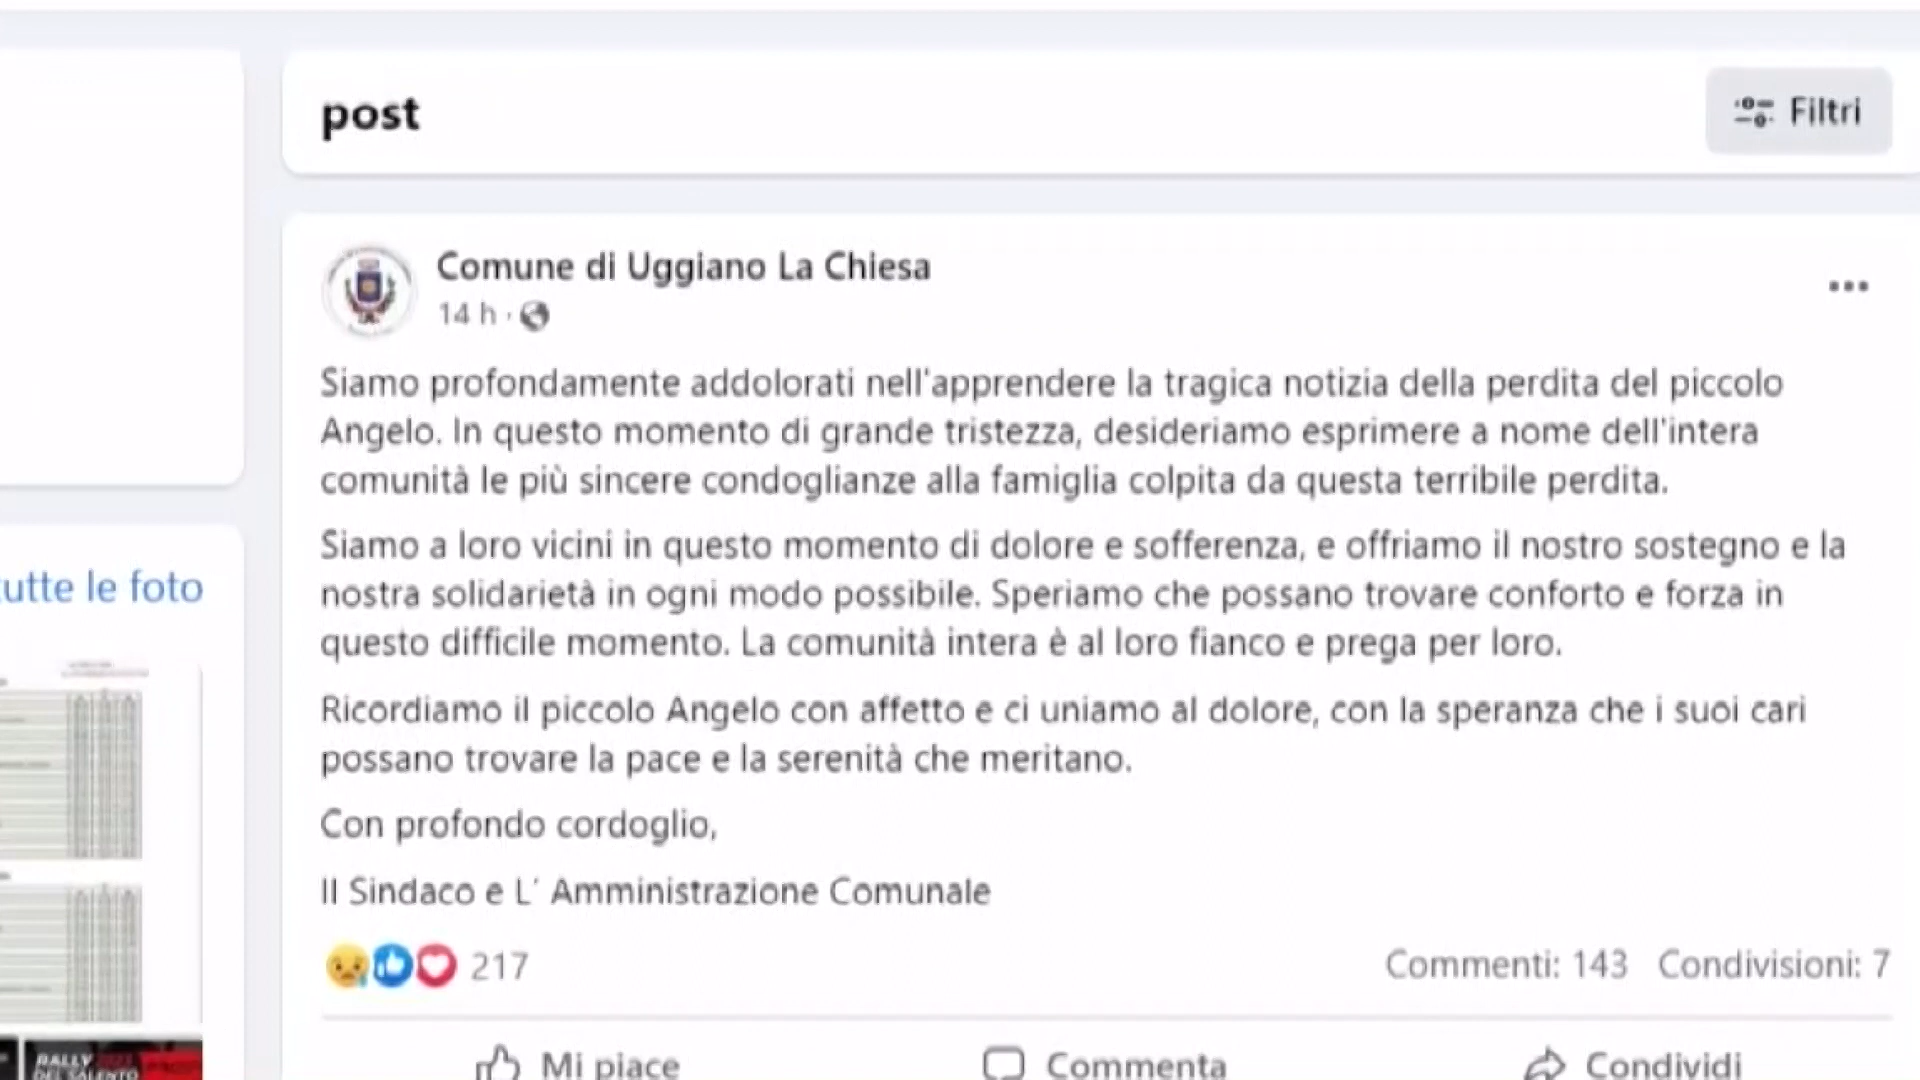 post
Filtri
Comune di Uggiano La Chiesa
14 h ·
Siamo profondamente addolorati nell'apprendere la tragica notizia della perdita del piccolo
Angelo. In questo momento di grande tristezza, desideriamo esprimere a nome dell'intera
comunità le più sincere condoglianze alla famiglia colpita da questa terribile perdita.
Siamo a loro vicini in questo momento di dolore e sofferenza, e offriamo il nostro sostegno e la
nostra solidarietà in ogni modo possibile. Speriamo che possano trovare conforto e forza in
questo difficile momento. La comunità intera è al loro fianco e prega per loro.
Ricordiamo il piccolo Angelo con affetto e ci uniamo al dolore, con la speranza che i suoi cari
possano trovare la pace e la serenità che meritano.
Con profondo cordoglio,
Il Sindaco e L´ Amministrazione Comunale
217
Commenti: 143 Condivisioni: 7
Mi piace
Commenta
Condividi
utte le foto
RALLY
DEL SALENTO